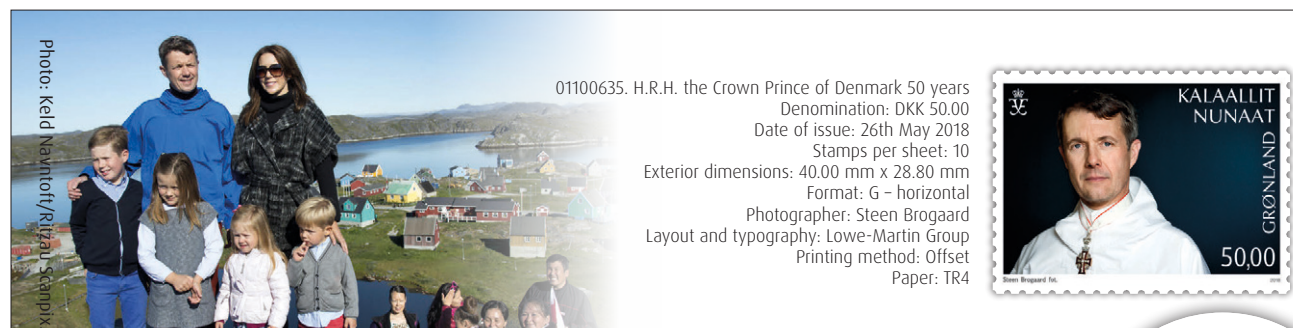 Photo: Keld Navntoft/Ritzau Scanpix
01100635. H.R.H. the Crown Prince of Denmark 50 years
Denomination: DKK 50.00
Date of issue: 26th May 2018
Stamps per sheet: 10
Exterior dimensions: 40.00 mm x 28.80 mm
Format: G – horizontal
Photographer: Steen Brogaard
Layout and typography: Lowe-Martin Group
Printing method: Offset
Paper: TR4
KALAALLIT
NUNAAT
GRØNLAND
50,00
Steen Brogaard fot.
2018